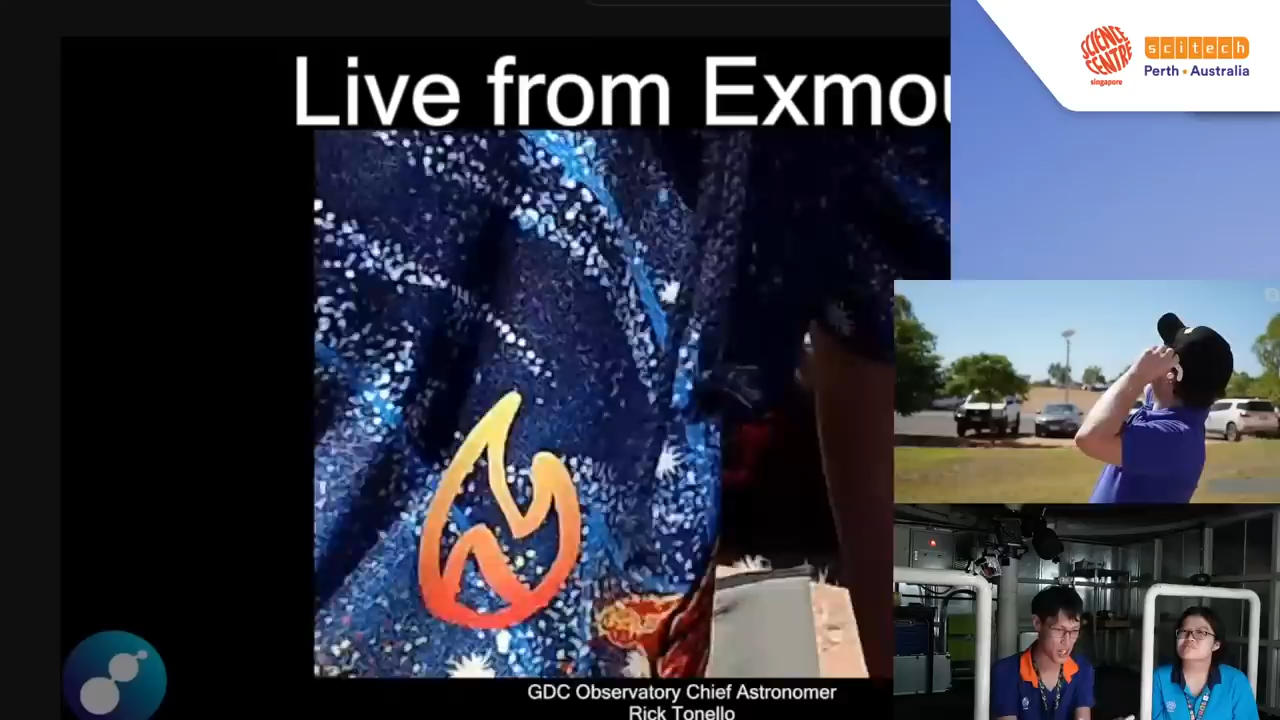 Live from Exmou
SCIENCE
CENTRE
singapore
scitech
Perth • Australia
GDC Observatory Chief Astronomer
Rick Tonello